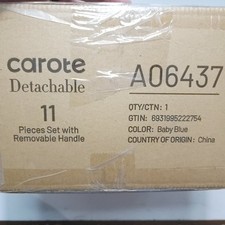 carote
Detachable
11
Pieces Set with
Removable Handle
A06437
QTY/CTN: 1
GTIN: 6931995222754
COLOR: Baby Blue
COUNTRY OF ORIGIN: China